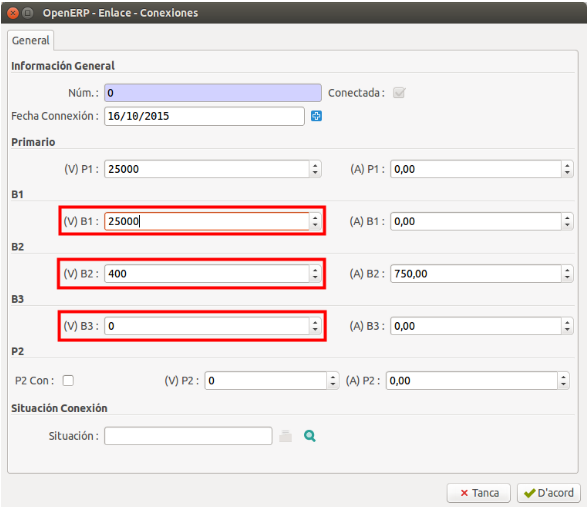 OpenERP - Enlace - Conexiones
General
Información General
Núm.: 0 Conectada:
Fecha Connexión: 16/10/2015
Primario
(V) P1: 25000 (A) P1: 0,00
B1
(V) B1: 25000 (A) B1: 0,00
B2
(V) B2: 400 (A) B2: 750,00
B3
(V) B3: 0 (A) B3: 0,00
P2
P2 Con: (V) P2: 0 (A) P2: 0,00
Situación Conexión
Situación:
Tanca D'acord